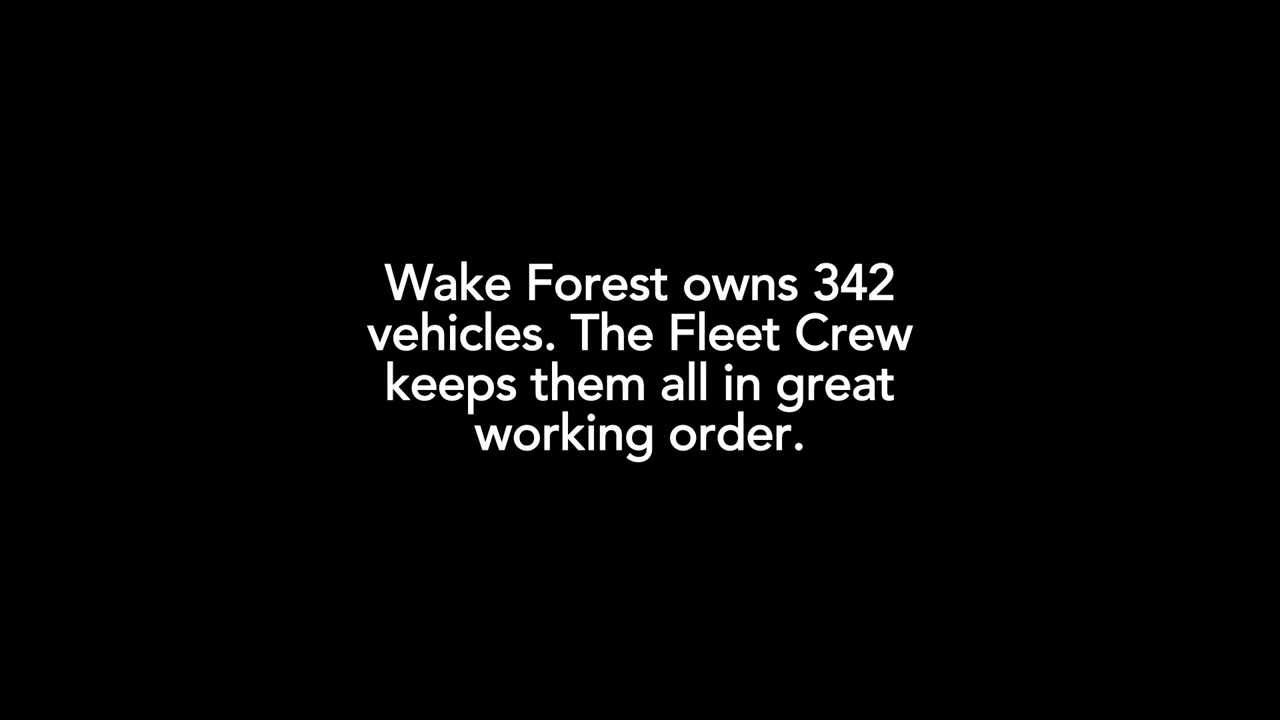 Wake Forest owns 342
vehicles. The Fleet Crew
keeps them all in great
working order.